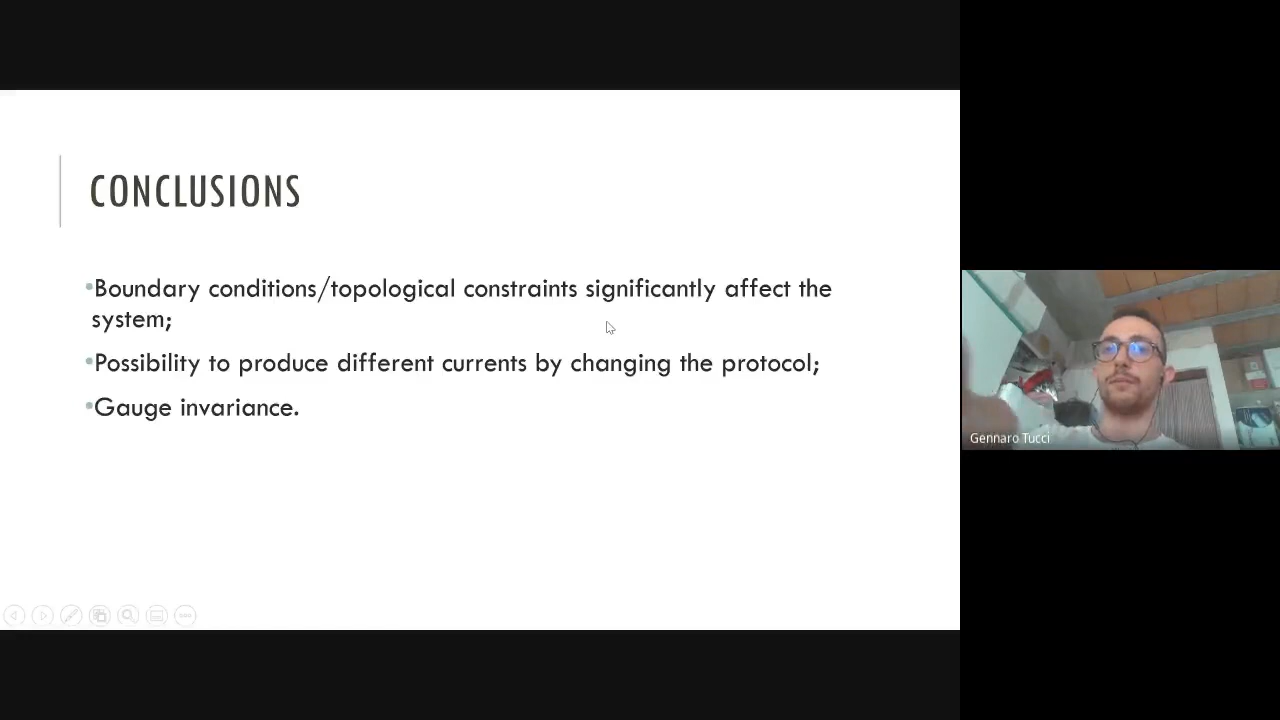 CONCLUSIONS
•Boundary conditions/topological constraints significantly affect the
system;
•Possibility to produce different currents by changing the protocol;
•Gauge invariance.
Gennaro Tucci